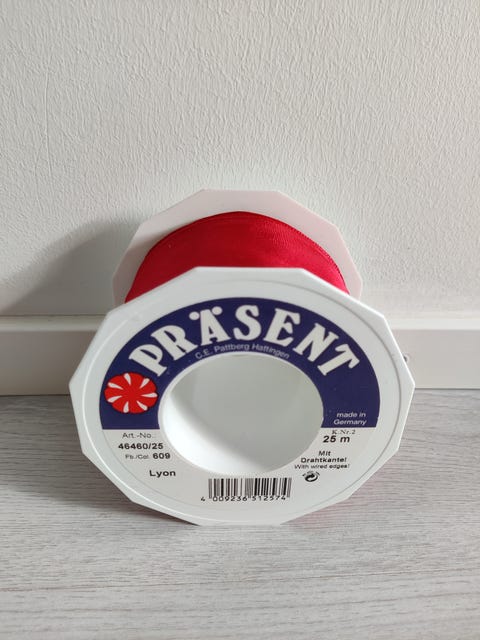 PRÄSENT
C.E. Pattberg Hattingen
made in
Germany
Art.-No.
46460/25
Fb./Col. 609
Lyon
K.Nr.2
25 m
Mit
Drahtkante!
With wired edges!
4 009236 512574